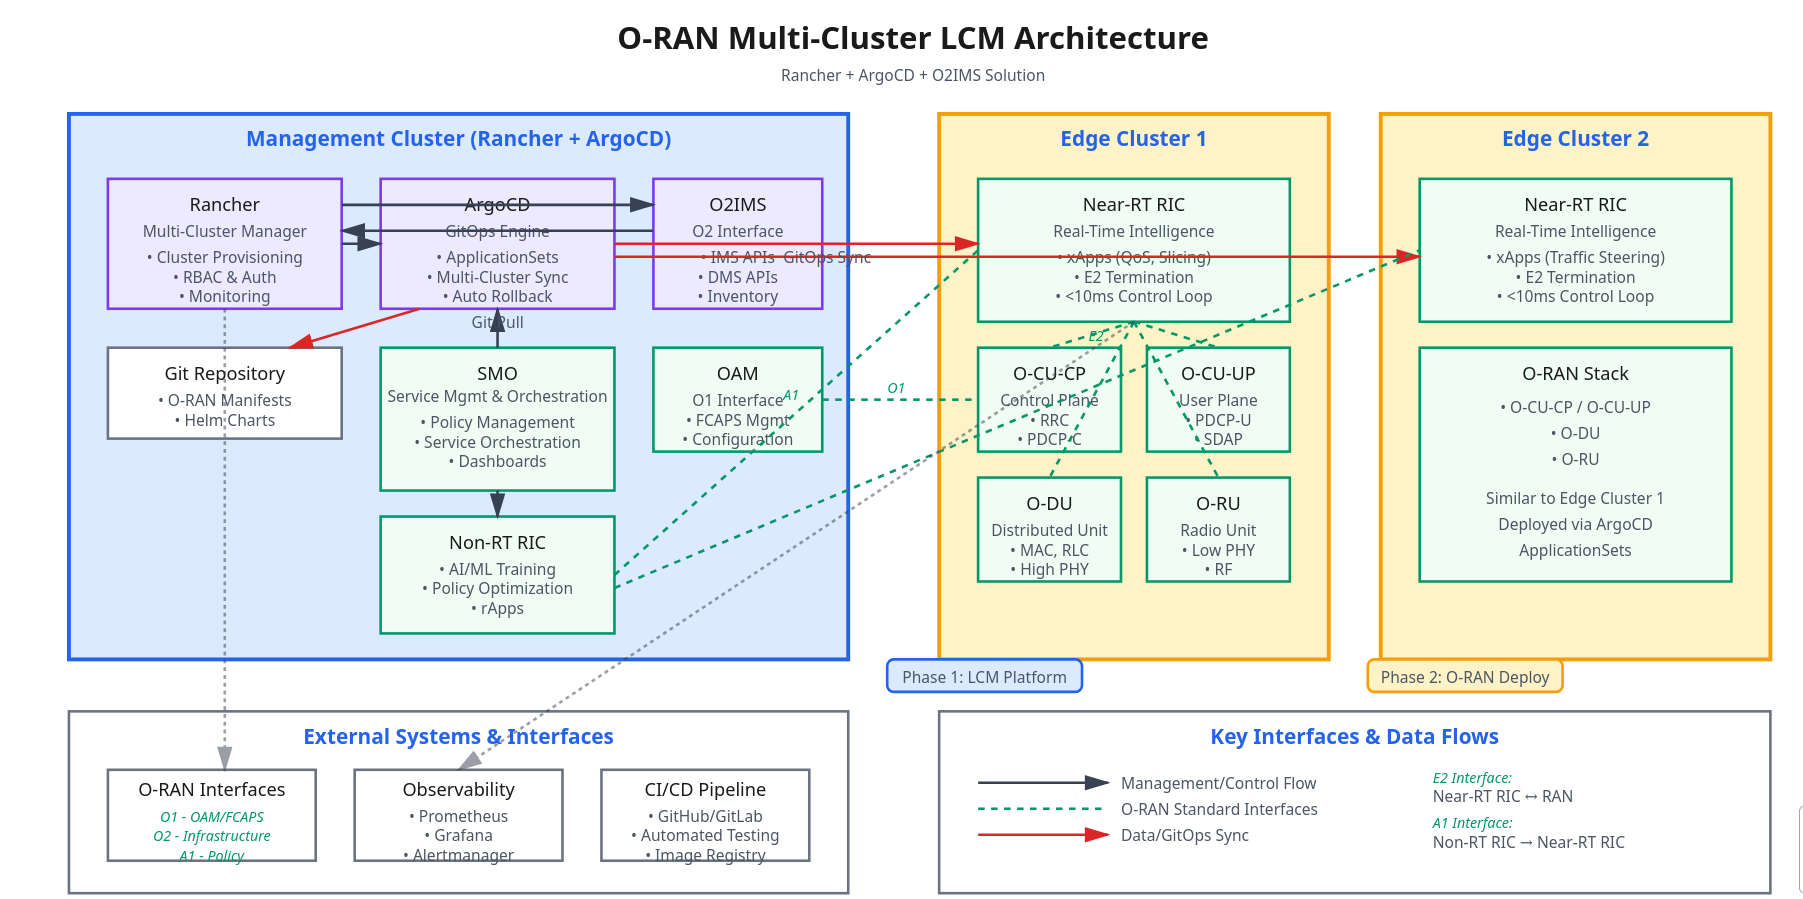 O-RAN Multi-Cluster LCM Architecture
Rancher + ArgoCD + O2IMS Solution
Management Cluster (Rancher + ArgoCD)
Rancher
Multi-Cluster Manager
• Cluster Provisioning
• RBAC & Auth
• Monitoring
ArgoCD
GitOps Engine
• ApplicationSets
• Multi-Cluster Sync
• Auto Rollback
O2IMS
O2 Interface
• IMS APIs
• DMS APIs
• Inventory
GitOps Sync
Git Pull
Git Repository
• O-RAN Manifests
• Helm Charts
SMO
Service Mgmt & Orchestration
• Policy Management
• Service Orchestration
• Dashboards
OAM
O1 Interface
• FCAPS Mgmt
• Configuration
A1
O1
Non-RT RIC
• AI/ML Training
• Policy Optimization
• rApps
Edge Cluster 1
Near-RT RIC
Real-Time Intelligence
• xApps (QoS, Slicing)
• E2 Termination
• <10ms Control Loop
E2
O-CU-CP
Control Plane
• RRC
• PDCP-C
O-CU-UP
User Plane
• PDCP-U
• SDAP
O-DU
Distributed Unit
• MAC, RLC
• High PHY
O-RU
Radio Unit
• Low PHY
• RF
Edge Cluster 2
Near-RT RIC
Real-Time Intelligence
• xApps (Traffic Steering)
• E2 Termination
• <10ms Control Loop
O-RAN Stack
• O-CU-CP / O-CU-UP
• O-DU
• O-RU
Similar to Edge Cluster 1
Deployed via ArgoCD
ApplicationSets
Phase 1: LCM Platform
Phase 2: O-RAN Deploy
External Systems & Interfaces
O-RAN Interfaces
O1 - OAM/FCAPS
O2 - Infrastructure
A1 - Policy
Observability
• Prometheus
• Grafana
• Alertmanager
CI/CD Pipeline
• GitHub/GitLab
• Automated Testing
• Image Registry
Key Interfaces & Data Flows
Management/Control Flow
O-RAN Standard Interfaces
Data/GitOps Sync
E2 Interface:
Near-RT RIC ↔ RAN
A1 Interface:
Non-RT RIC → Near-RT RIC